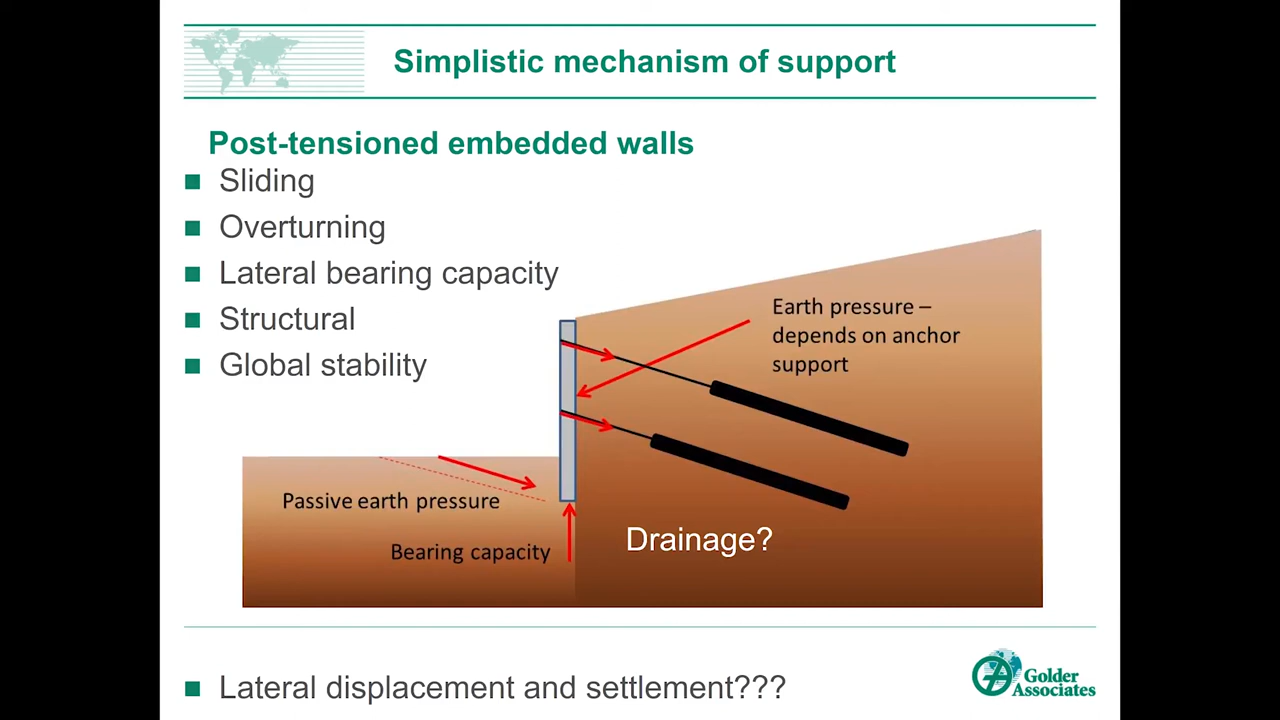 Simplistic mechanism of support
Post-tensioned embedded walls
Sliding
Overturning
Lateral bearing capacity
Structural
Global stability
Earth pressure –
depends on anchor
support
Passive earth pressure
Bearing capacity
Drainage?
Lateral displacement and settlement???
Golder
Associates